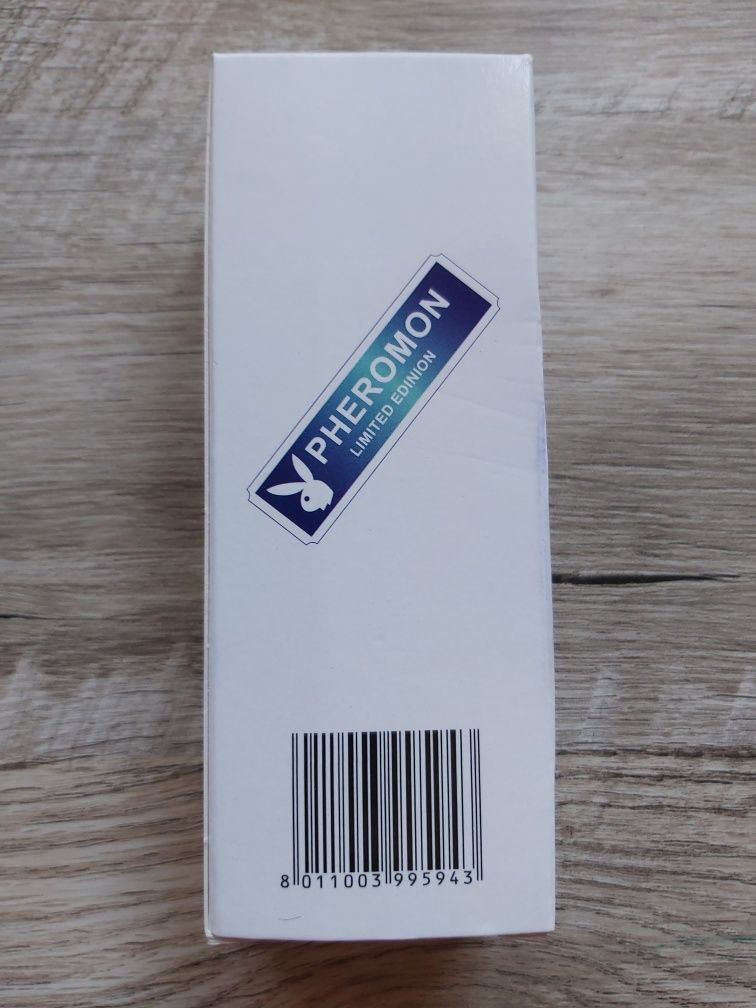 PHEROMON
LIMITED EDINION
8 011003 995943